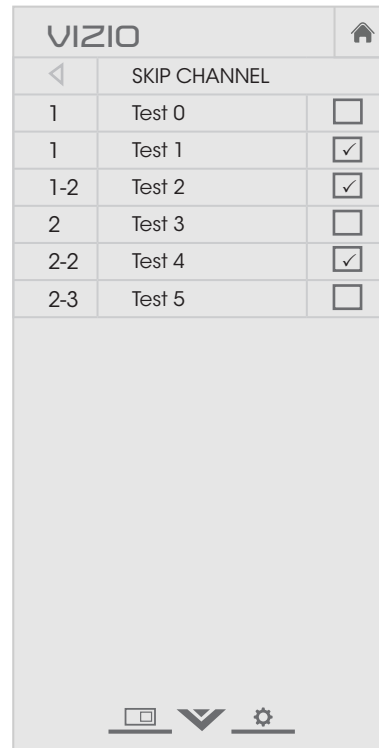 VIZIO
SKIP CHANNEL
1 Test 0
1 Test 1
1-2 Test 2
2 Test 3
2-2 Test 4
2-3 Test 5